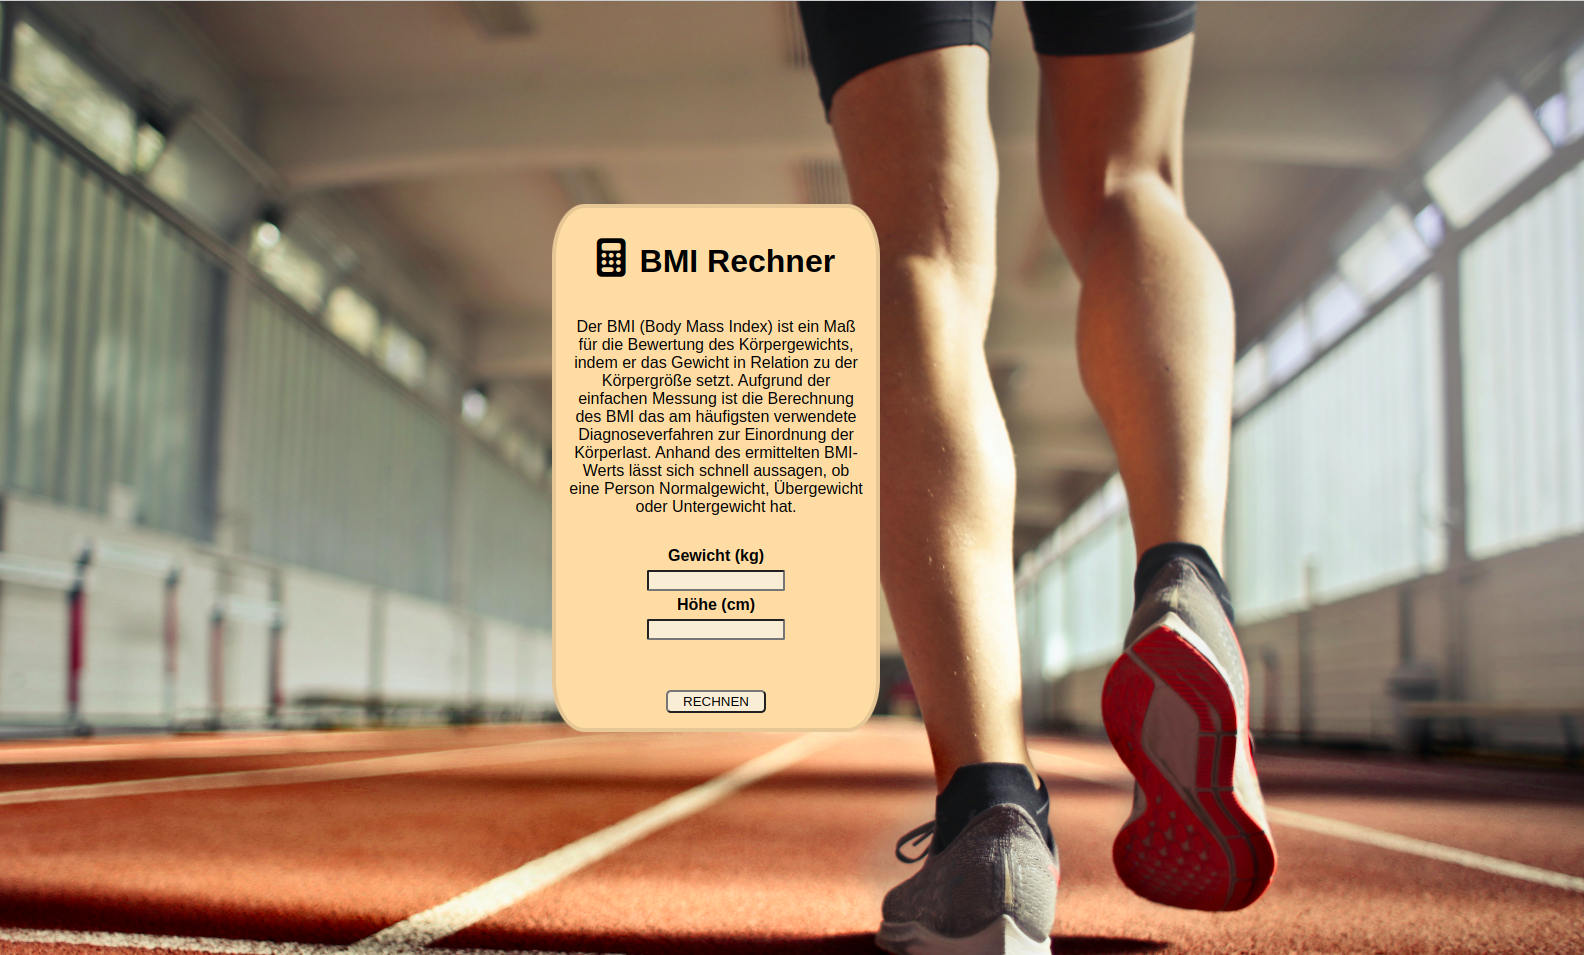 BMI Rechner
Der BMI (Body Mass Index) ist ein Maß
für die Bewertung des Körpergewichts,
indem er das Gewicht in Relation zu der
Körpergröße setzt. Aufgrund der
einfachen Messung ist die Berechnung
des BMI das am häufigsten verwendete
Diagnoseverfahren zur Einordnung der
Körperlast. Anhand des ermittelten BMI-
Werts lässt sich schnell aussagen, ob
eine Person Normalgewicht, Übergewicht
oder Untergewicht hat.
Gewicht (kg)
Höhe (cm)
RECHNEN